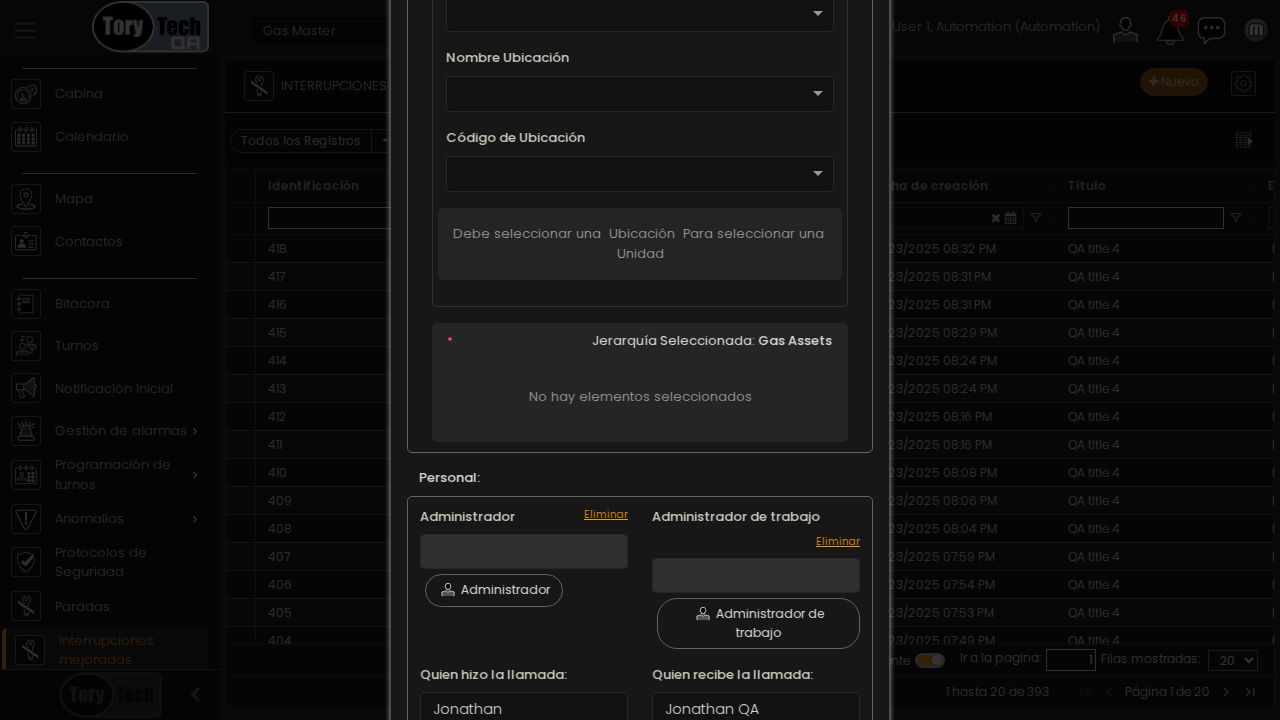 Tory Tech
QA
Gas Master
User 1, Automation (Automation)
46
Cabina
Calendario
Mapa
Contactos
Bitácora
Turnos
Notificación Inicial
Gestión de alarmas
Programación de
turnos
Anomalías
Protocolos de
Seguridad
Paradas
Interrupciones
mejoradas
Tory Tech
INTERRUPCIONES
Nuevo
Todos los Registros
Identificación
ha de creación
Título
418
23/2025 08:32 PM
QA title 4
417
23/2025 08:31 PM
QA title 4
416
23/2025 08:31 PM
QA title 4
415
23/2025 08:29 PM
QA title 4
414
23/2025 08:24 PM
QA title 4
413
23/2025 08:24 PM
QA title 4
412
23/2025 08:16 PM
QA title 4
411
23/2025 08:16 PM
QA title 4
410
23/2025 08:08 PM
QA title 4
409
23/2025 08:06 PM
QA title 4
408
23/2025 08:04 PM
QA title 4
407
23/2025 07:59 PM
QA title 4
406
23/2025 07:54 PM
QA title 4
405
23/2025 07:53 PM
QA title 4
404
23/2025 07:49 PM
QA title 4
nte
Ir a la pagina:
1
Filas mostradas:
20
1 hasta 20 de 393
Página 1 de 20
Nombre Ubicación
Código de Ubicación
Debe seleccionar una Ubicación Para seleccionar una
Unidad
Jerarquía Seleccionada: Gas Assets
No hay elementos seleccionados
Personal:
Administrador
Eliminar
Administrador
Administrador de trabajo
Eliminar
Administrador de
trabajo
Quien hizo la llamada:
Jonathan
Quien recibe la llamada:
Jonathan QA